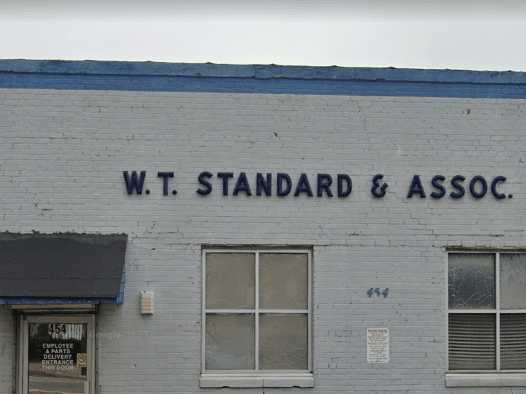 W. T. STANDARD & ASSOC.
454
454
EMPLOYEE
& PARTS
DELIVERY
ENTRANCE
THIS DOOR